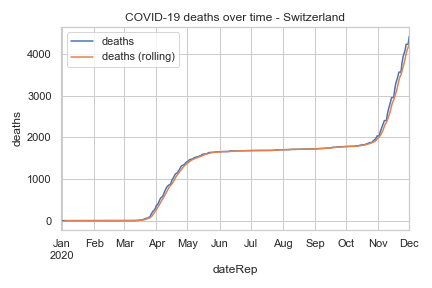 COVID-19 deaths over time - Switzerland
deaths
deaths (rolling)
deaths
4000
3000
2000
1000
0
Jan Feb Mar Apr May Jun Jul Aug Sep Oct Nov Dec
2020
dateRep